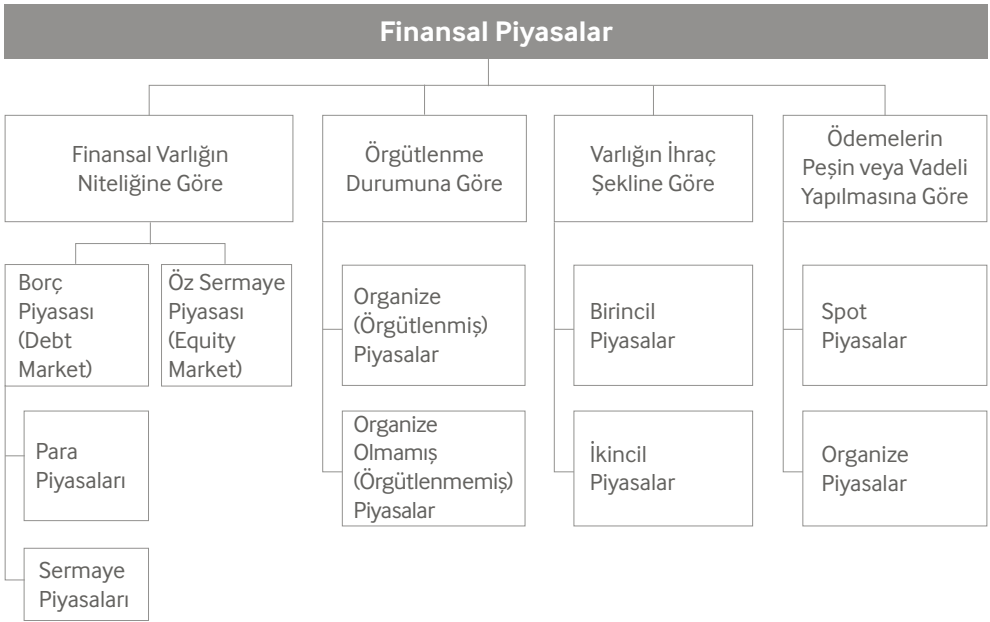 Finansal Piyasalar
Finansal Varlığın
Niteliğine Göre
Örgütlenme
Durumuna Göre
Varlığın İhraç
Şekline Göre
Ödemelerin
Peşin veya Vadeli
Yapılmasına Göre
Borç
Piyasası
(Debt
Market)
Öz Sermaye
Piyasası
(Equity
Market)
Organize
(Örgütlenmiş)
Piyasalar
Birincil
Piyasalar
Spot
Piyasalar
Para
Piyasaları
Organize
Olmamış
(Örgütlenmemiş)
Piyasalar
İkincil
Piyasalar
Organize
Piyasalar
Sermaye
Piyasaları